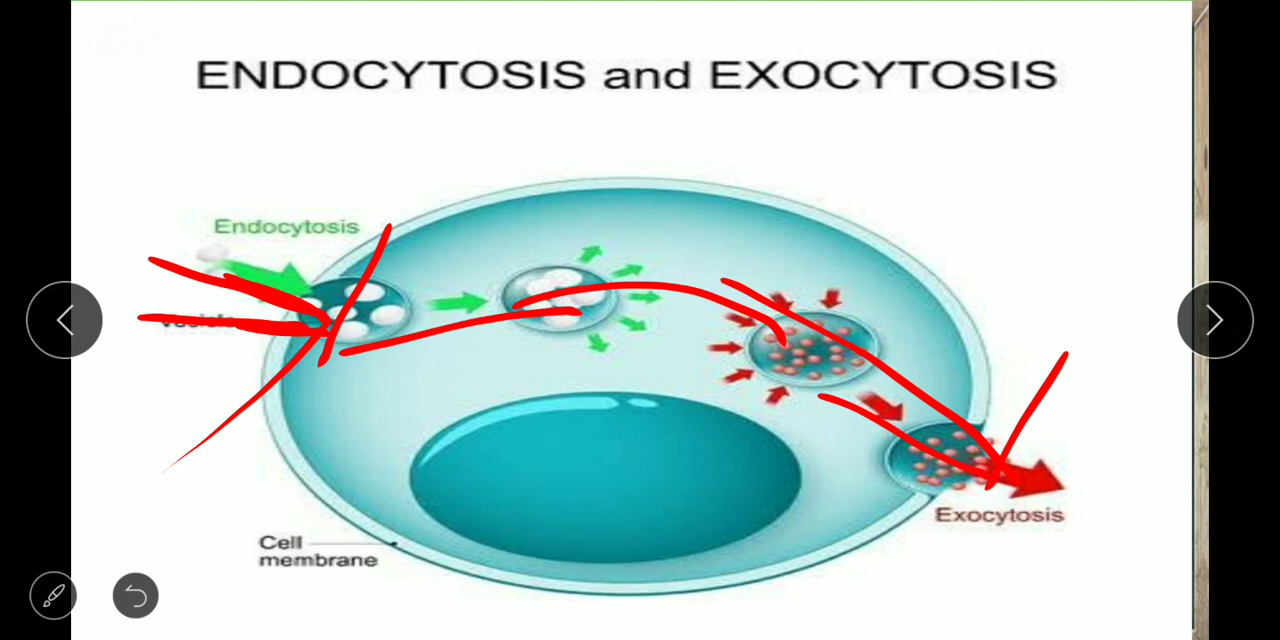 ENDOCYTOSIS and EXOCYTOSIS
Endocytosis
Exocytosis
Cell
membrane